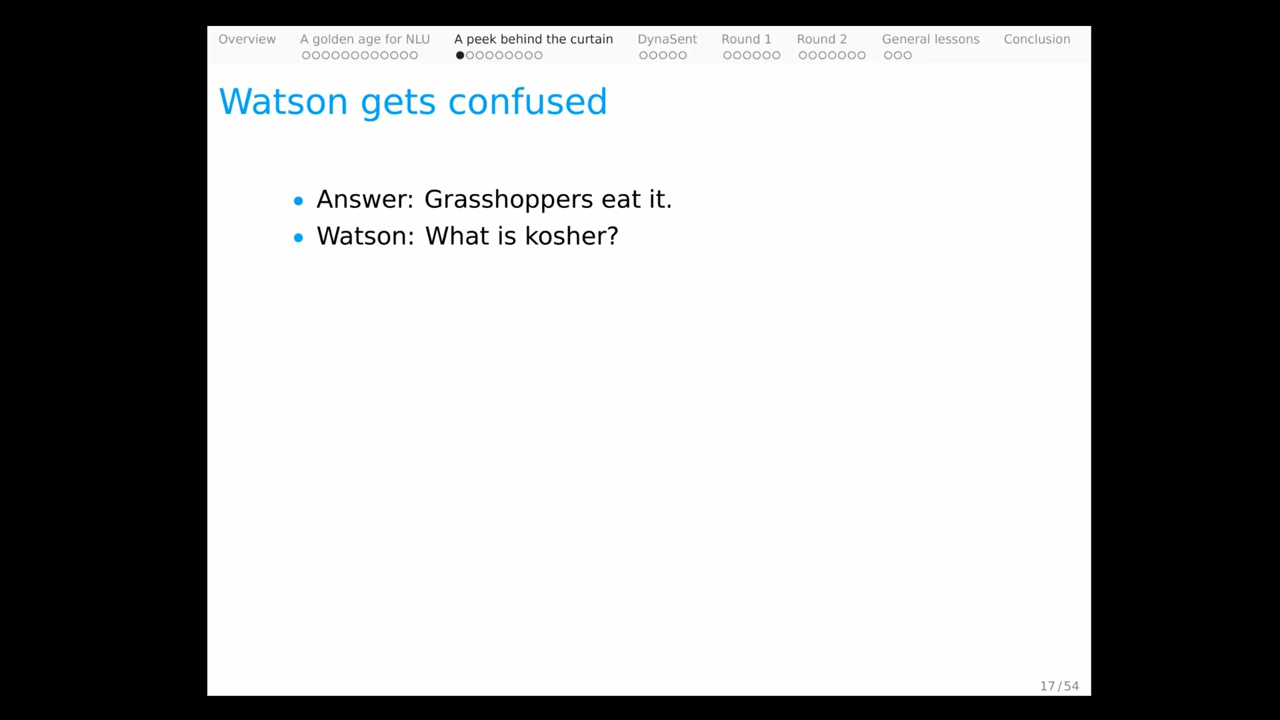 Overview A golden age for NLU A peek behind the curtain DynaSent Round 1 Round 2 General lessons Conclusion
Watson gets confused
• Answer: Grasshoppers eat it.
• Watson: What is kosher?
17/54